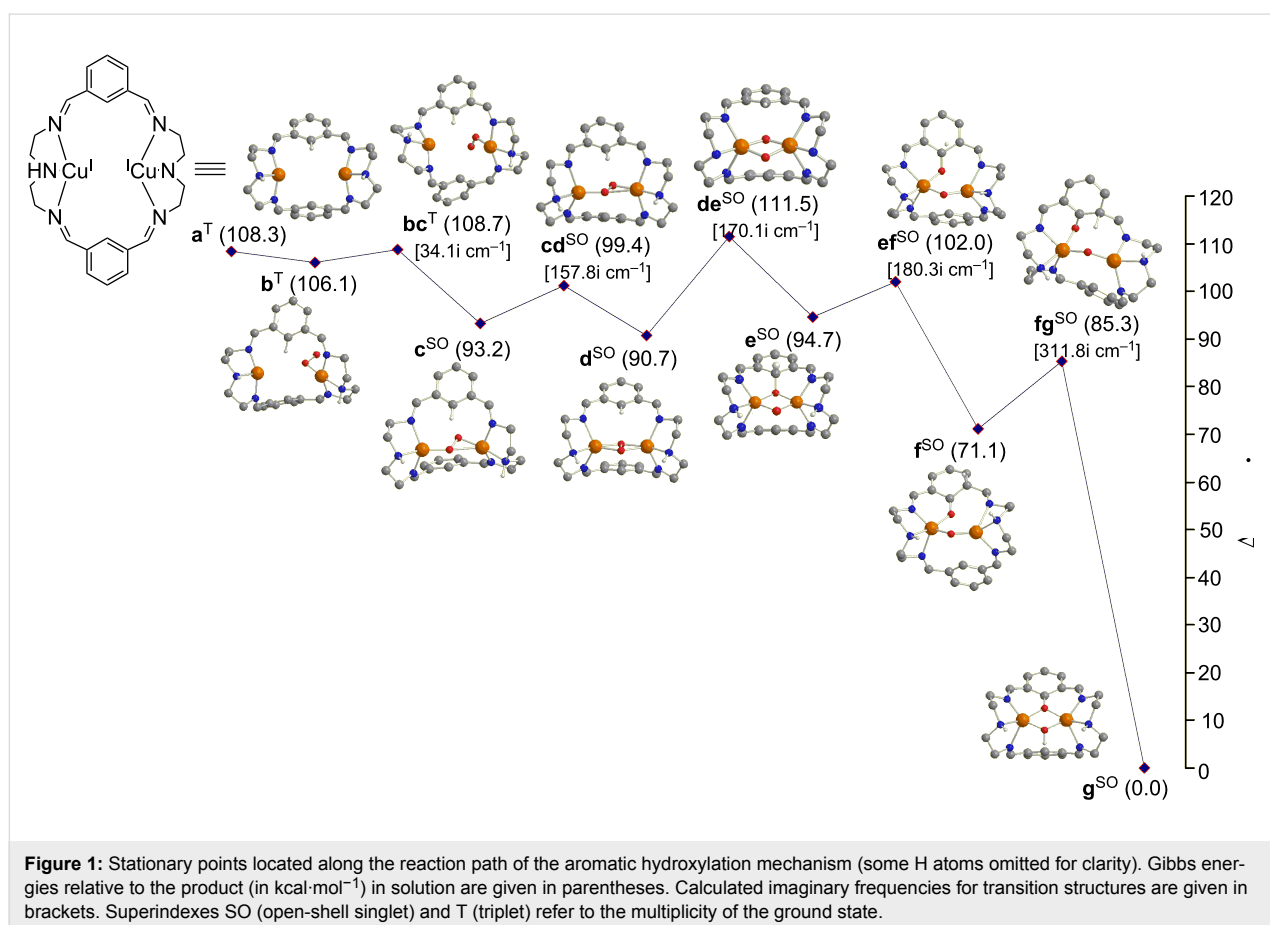 N
N
HN
Cu^I
^ICu
N
N
N
a^T (108.3)
b^T (106.1)
bc^T (108.7)
[34.1i cm⁻¹]
c^SO (93.2)
cd^SO (99.4)
[157.8i cm⁻¹]
d^SO (90.7)
de^SO (111.5)
[170.1i cm⁻¹]
e^SO (94.7)
ef^SO (102.0)
[180.3i cm⁻¹]
f^SO (71.1)
fg^SO (85.3)
[311.8i cm⁻¹]
g^SO (0.0)
120
110
100
90
80
70
60
50
40
30
20
10
0
Figure 1: Stationary points located along the reaction path of the aromatic hydroxylation mechanism (some H atoms omitted for clarity). Gibbs ener-
gies relative to the product (in kcal·mol⁻¹) in solution are given in parentheses. Calculated imaginary frequencies for transition structures are given in
brackets. Superindexes SO (open-shell singlet) and T (triplet) refer to the multiplicity of the ground state.